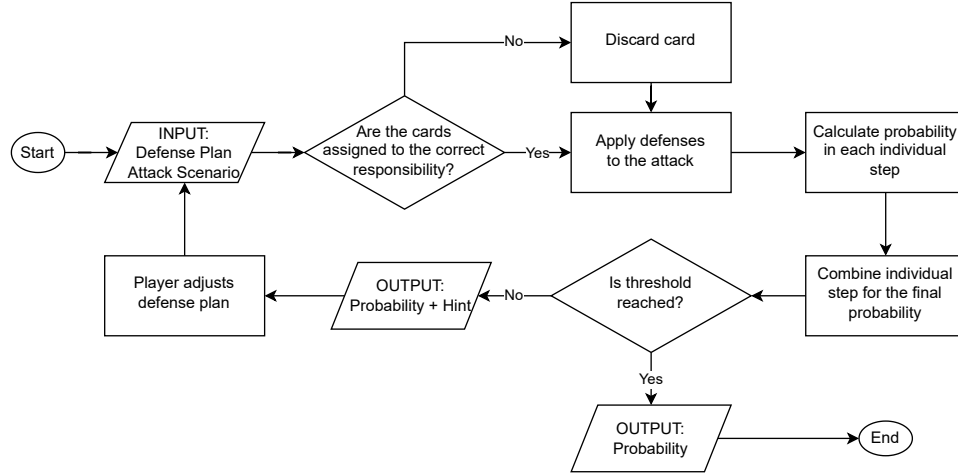 No
Discard card
Start
INPUT:
Defense Plan
Attack Scenario
Are the cards
assigned to the correct
responsibility?
Yes
Apply defenses
to the attack
Calculate probability
in each individual
step
Player adjusts
defense plan
OUTPUT:
Probability + Hint
No
Is threshold
reached?
Combine individual
step for the final
probability
Yes
OUTPUT:
Probability
End